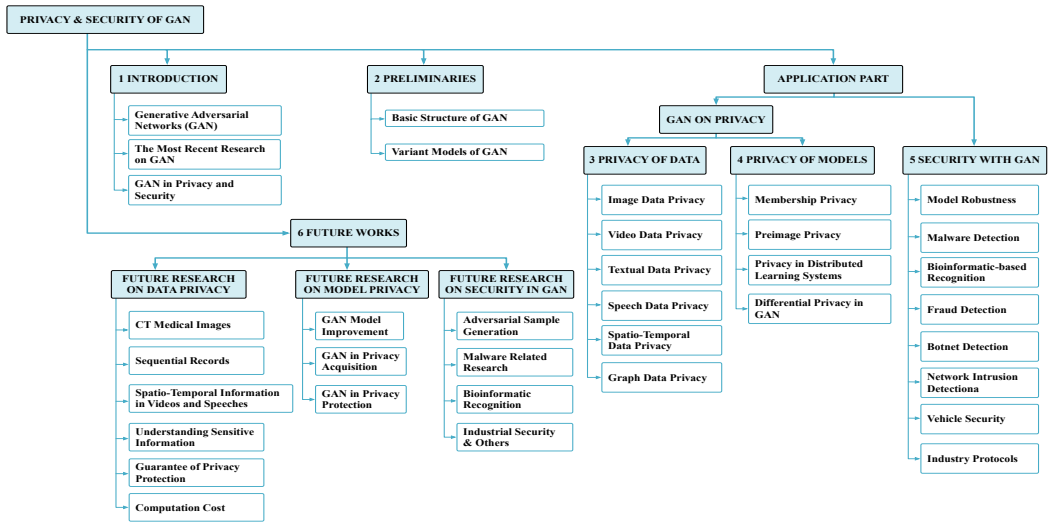 PRIVACY & SECURITY OF GAN
1 INTRODUCTION
Generative Adversarial
Networks (GAN)
The Most Recent Research
on GAN
GAN in Privacy and
Security
2 PRELIMINARIES
Basic Structure of GAN
Variant Models of GAN
APPLICATION PART
GAN ON PRIVACY
3 PRIVACY OF DATA
Image Data Privacy
Video Data Privacy
Textual Data Privacy
Speech Data Privacy
Spatio-Temporal
Data Privacy
Graph Data Privacy
4 PRIVACY OF MODELS
Membership Privacy
Preimage Privacy
Privacy in Distributed
Learning Systems
Differential Privacy in
GAN
5 SECURITY WITH GAN
Model Robustness
Malware Detection
Bioinformatic-based
Recognition
Fraud Detection
Botnet Detection
Network Intrusion
Detectiona
Vehicle Security
Industry Protocols
6 FUTURE WORKS
FUTURE RESEARCH
ON DATA PRIVACY
CT Medical Images
Sequential Records
Spatio-Temporal Information
in Videos and Speeches
Understanding Sensitive
Information
Guarantee of Privacy
Protection
Computation Cost
FUTURE RESEARCH
ON MODEL PRIVACY
GAN Model
Improvement
GAN in Privacy
Acquisition
GAN in Privacy
Protection
FUTURE RESEARCH
ON SECURITY IN GAN
Adversarial Sample
Generation
Malware Related
Research
Bioinformatic
Recognition
Industrial Security
& Others